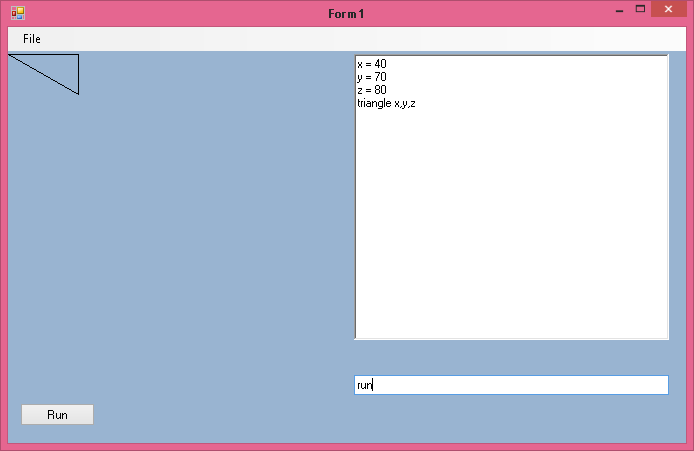 Form1
File
x = 40
y = 70
z = 80
triangle x,y,z
run
Run